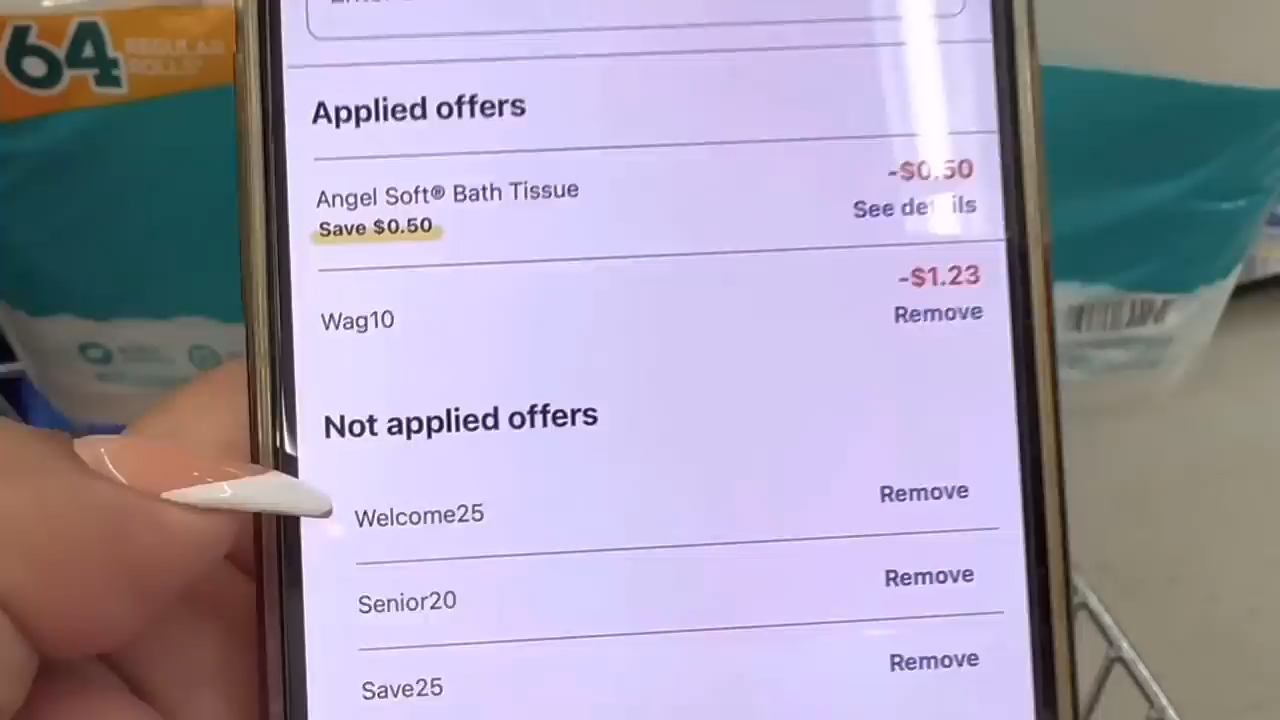 64 REGULAR
ROLLS*
Applied offers
Angel Soft® Bath Tissue
-$0.50
Save $0.50
See details
Wag10
-$1.23
Remove
Not applied offers
Welcome25
Remove
Senior20
Remove
Save25
Remove